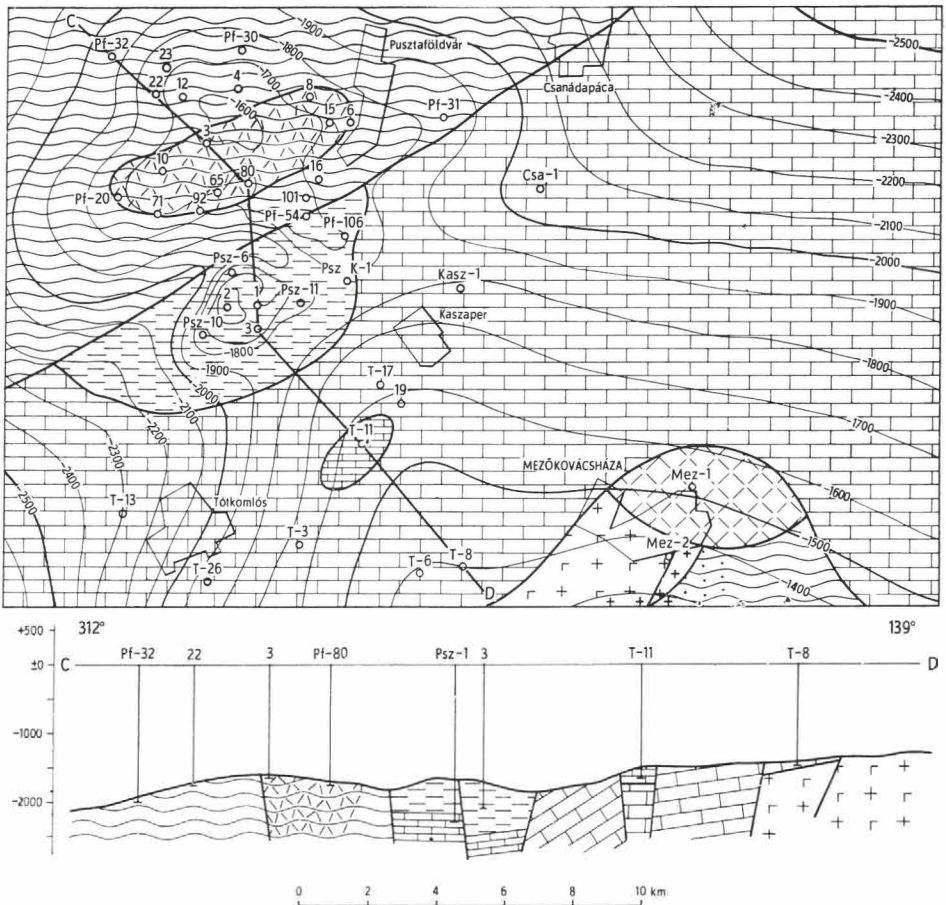 C
Pf-32
Pf-30
-1900
-1800
Pusztaföldvár
-2500
23
22
12
4
-1700
8
Csanádapáca
-2400
-1600
15
6
Pf-31
-2300
3
10
80
16
Csa-1
-2200
65
Pf-20
71
92
101
Pf-54
-2100
Pf-106
-2000
Psz-6
Psz K-1
Kasz-1
-1900
2
1
Psz-11
Kaszaper
Psz-10
3
-1800
-1800
-1900
T-17
-2000
19
-2100
-1700
-2200
T-11
-2300
MEZŐKOVÁCSHÁZA
Mez-1
-2400
-1600
2500
T-13
Tótkomlós
-1500
T-3
Mez-2
T-6
T-8
-1400
T-26
D
+500
312°
139°
Pf-32
22
3
Pf-80
Psz-1
3
T-11
T-8
±0
C
D
-1000
-2000
0
2
4
6
8
10 km